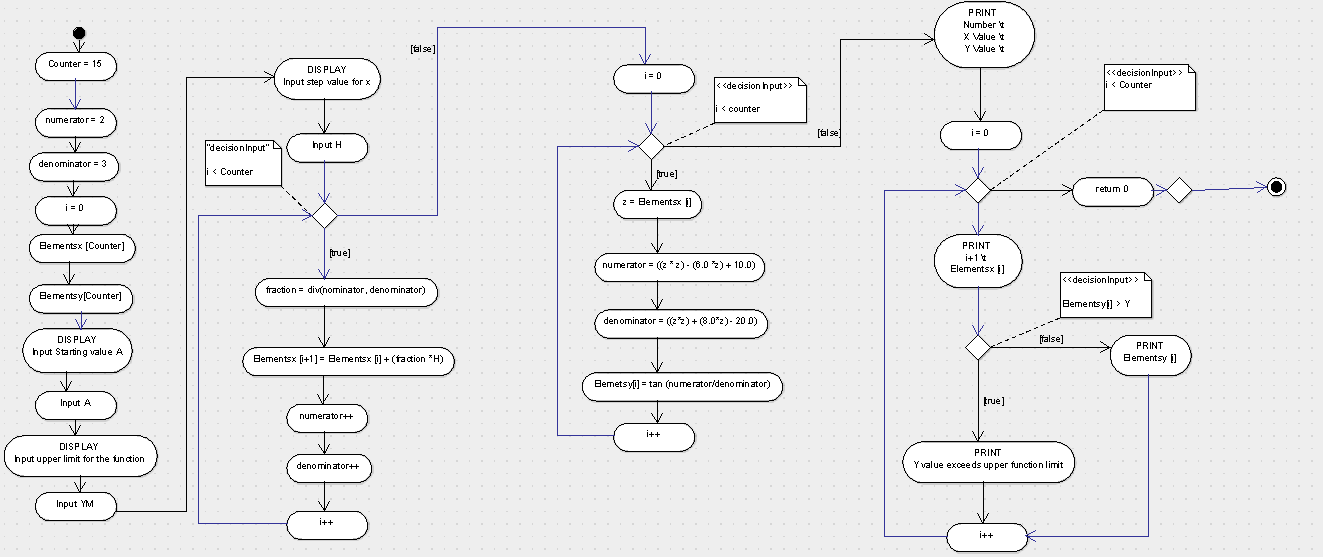 Counter = 15
numerator = 2
denominator = 3
i = 0
Elementsx [Counter]
Elementsy[Counter]
DISPLAY
Input Starting value A
Input A
DISPLAY
Input upper limit for the function
Input YM
DISPLAY
Input step value for x
Input H
"decisionInput"
i < Counter
[false]
[true]
fraction = div(nominator, denominator)
Elementsx [i+1] = Elementsx [i] + (fraction *H)
numerator++
denominator++
i++
i = 0
<<decisionInput>>
i < counter
[false]
[true]
z = Elementsx [i]
numerator = ((z * z) - (6.0 *z) + 10.0)
denominator = ((z*z) + (8.0*z) - 20.0)
Elemetsy[i] = tan (numerator/denominator)
i++
PRINT
Number \t
X Value \t
Y Value \t
i = 0
<<decisionInput>>
i < Counter
return 0
PRINT
i+1 \t
Elementsx [i]
<<decisionInput>>
Elementsy[i] > Y
[false]
PRINT
Elementsy [i]
[true]
PRINT
Y value exceeds upper function limit
i++